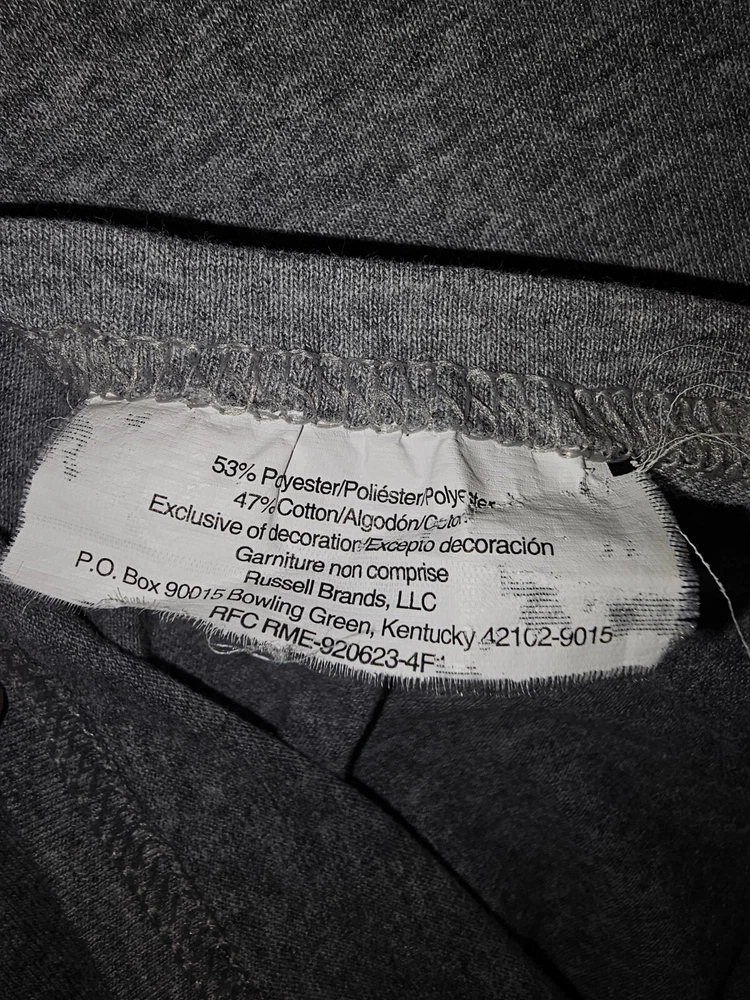 53% Polyester/Poliéster/Polyester
47% Cotton/Algodón/Coton
Exclusive of decoration/Excepto decoración
Garniture non comprise
Russell Brands, LLC
P.O. Box 90015 Bowling Green, Kentucky 42102-9015
RFC RME-920623-4F